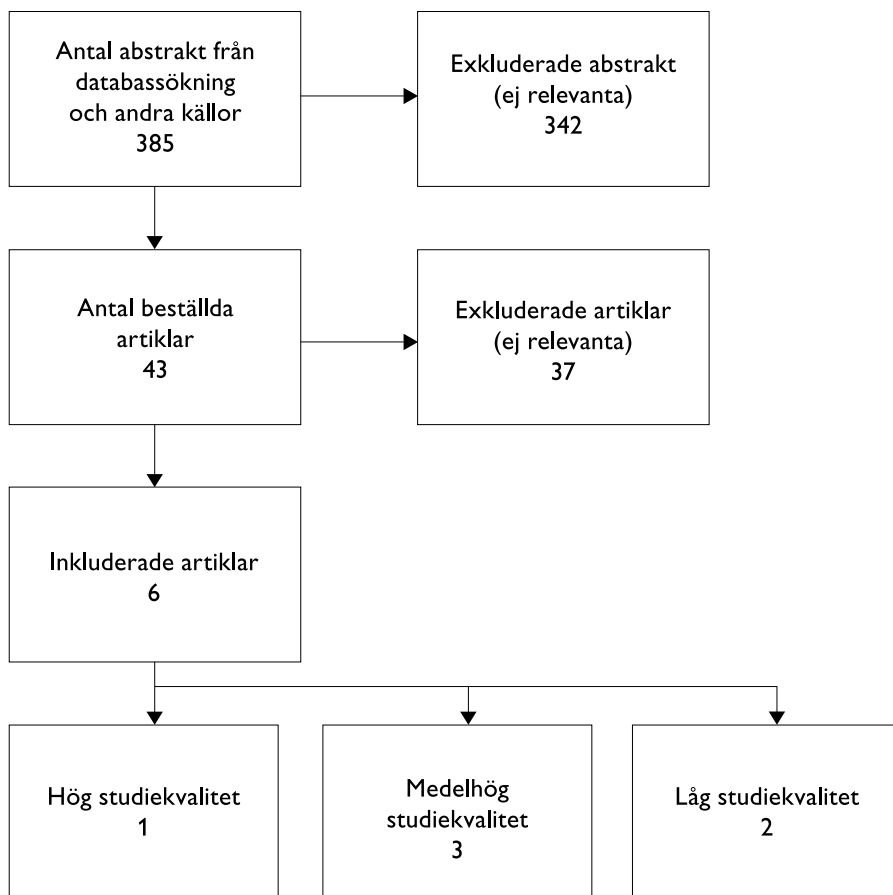 Antal abstrakt från
databassökning
och andra källor
385
Exkluderade abstrakt
(ej relevanta)
342
Antal beställda
artiklar
43
Exkluderade artiklar
(ej relevanta)
37
Inkluderade artiklar
6
Hög studiekvalitet
1
Medelhög
studiekvalitet
3
Låg studiekvalitet
2